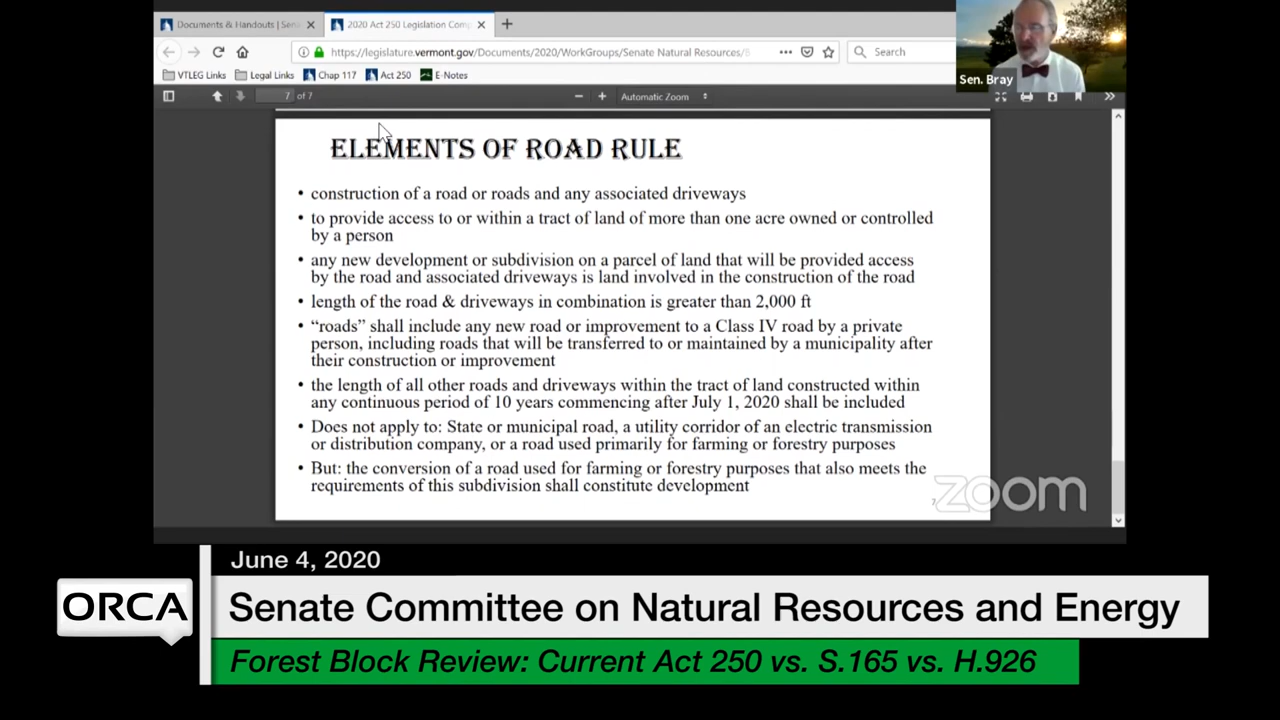 Documents & Handouts | Sen
2020 Act 250 Legislation Com
https://legislature.vermont.gov/Documents/2020/WorkGroups/Senate Natural Resources/
Search
VTLEG Links
Legal Links
Chap 117
Act 250
E-Notes
Sen. Bray
7 of 7
Automatic Zoom
ELEMENTS OF ROAD RULE
• construction of a road or roads and any associated driveways
• to provide access to or within a tract of land of more than one acre owned or controlled
by a person
• any new development or subdivision on a parcel of land that will be provided access
by the road and associated driveways is land involved in the construction of the road
• length of the road & driveways in combination is greater than 2,000 ft
• “roads” shall include any new road or improvement to a Class IV road by a private
person, including roads that will be transferred to or maintained by a municipality after
their construction or improvement
• the length of all other roads and driveways within the tract of land constructed within
any continuous period of 10 years commencing after July 1, 2020 shall be included
• Does not apply to: State or municipal road, a utility corridor of an electric transmission
or distribution company, or a road used primarily for farming or forestry purposes
• But: the conversion of a road used for farming or forestry purposes that also meets the
requirements of this subdivision shall constitute development
7
zoom
June 4, 2020
ORCA
Senate Committee on Natural Resources and Energy
Forest Block Review: Current Act 250 vs. S.165 vs. H.926